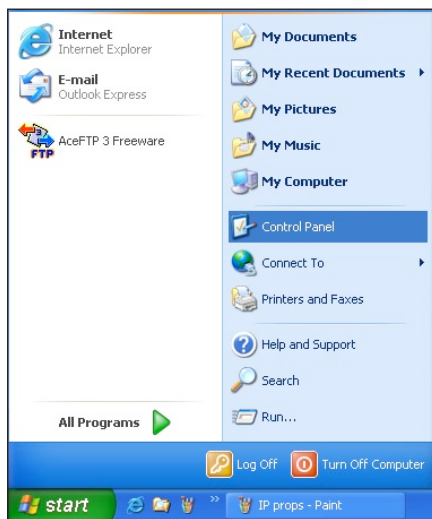 Internet
Internet Explorer
E-mail
Outlook Express
FTP
AceFTP 3 Freeware
All Programs
My Documents
My Recent Documents
My Pictures
My Music
My Computer
Control Panel
Connect To
Printers and Faxes
Help and Support
Search
Run...
Log Off
Turn Off Computer
start
»
IP props - Paint